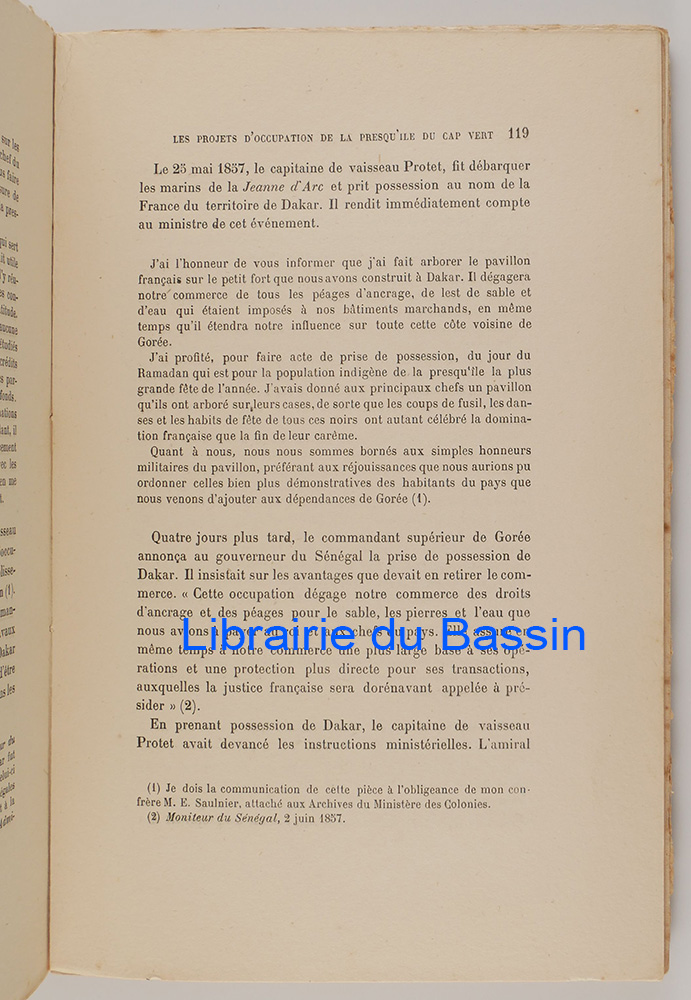 LES PROJETS D'OCCUPATION DE LA PRESQU'ILE DU CAP VERT 119
Le 25 mai 1857, le capitaine de vaisseau Protet, fit débarquer
les marins de la Jeanne d'Arc et prit possession au nom de la
France du territoire de Dakar. Il rendit immédiatement compte
au ministre de cet événement.
J'ai l'honneur de vous informer que j'ai fait arborer le pavillon
français sur le petit fort que nous avons construit à Dakar. Il dégagera
notre commerce de tous les péages d'ancrage, de lest de sable et
d'eau qui étaient imposés à nos bâtiments marchands, en même
temps qu'il étendra notre influence sur toute cette côte voisine de
Gorée.
J'ai profité, pour faire acte de prise de possession, du jour du
Ramadan qui est pour la population indigène de la presqu'île la plus
grande fête de l'année. J'avais donné aux principaux chefs un pavillon
qu'ils ont arboré sur leurs cases, de sorte que les coups de fusil, les dan-
ses et les habits de fête de tous ces noirs ont autant célébré la domina-
tion française que la fin de leur carême.
Quant à nous, nous nous sommes bornés aux simples honneurs
militaires du pavillon, préférant aux réjouissances que nous aurions pu
ordonner celles bien plus démonstratives des habitants du pays que
nous venons d'ajouter aux dépendances de Gorée (1).
Quatre jours plus tard, le commandant supérieur de Gorée
annonça au gouverneur du Sénégal la prise de possession de
Dakar. Il insistait sur les avantages que devait en retirer le com-
merce. « Cette occupation dégage notre commerce des droits
d'ancrage et des péages pour le sable, les pierres et l'eau que
nous avions à payer au roi et aux chefs du pays. Elle assure en
même temps à notre commerce une plus large base à ses opé-
rations et une protection plus directe pour ses transactions,
auxquelles la justice française sera dorénavant appelée à pré-
sider » (2).
En prenant possession de Dakar, le capitaine de vaisseau
Protet avait devancé les instructions ministérielles. L'amiral
(1) Je dois la communication de cette pièce à l'obligeance de mon con-
frère M. E. Saulnier, attaché aux Archives du Ministère des Colonies.
(2) Moniteur du Sénégal, 2 juin 1857.
Librairie du Bassin